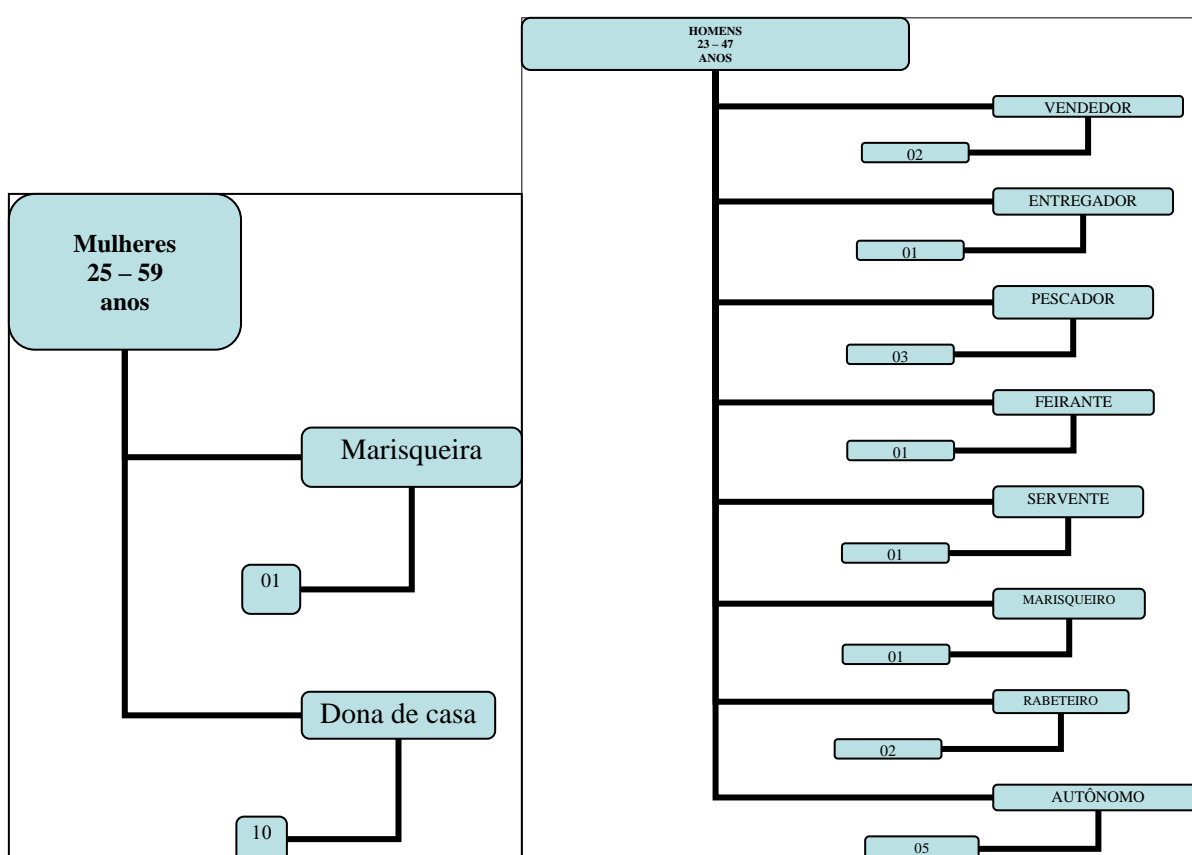 Mulheres
25 – 59
anos
Marisqueira
01
Dona de casa
10
HOMENS
23 – 47
ANOS
VENDEDOR
02
ENTREGADOR
01
PESCADOR
03
FEIRANTE
01
SERVENTE
01
MARISQUEIRO
01
RABETEIRO
02
AUTÔNOMO
05